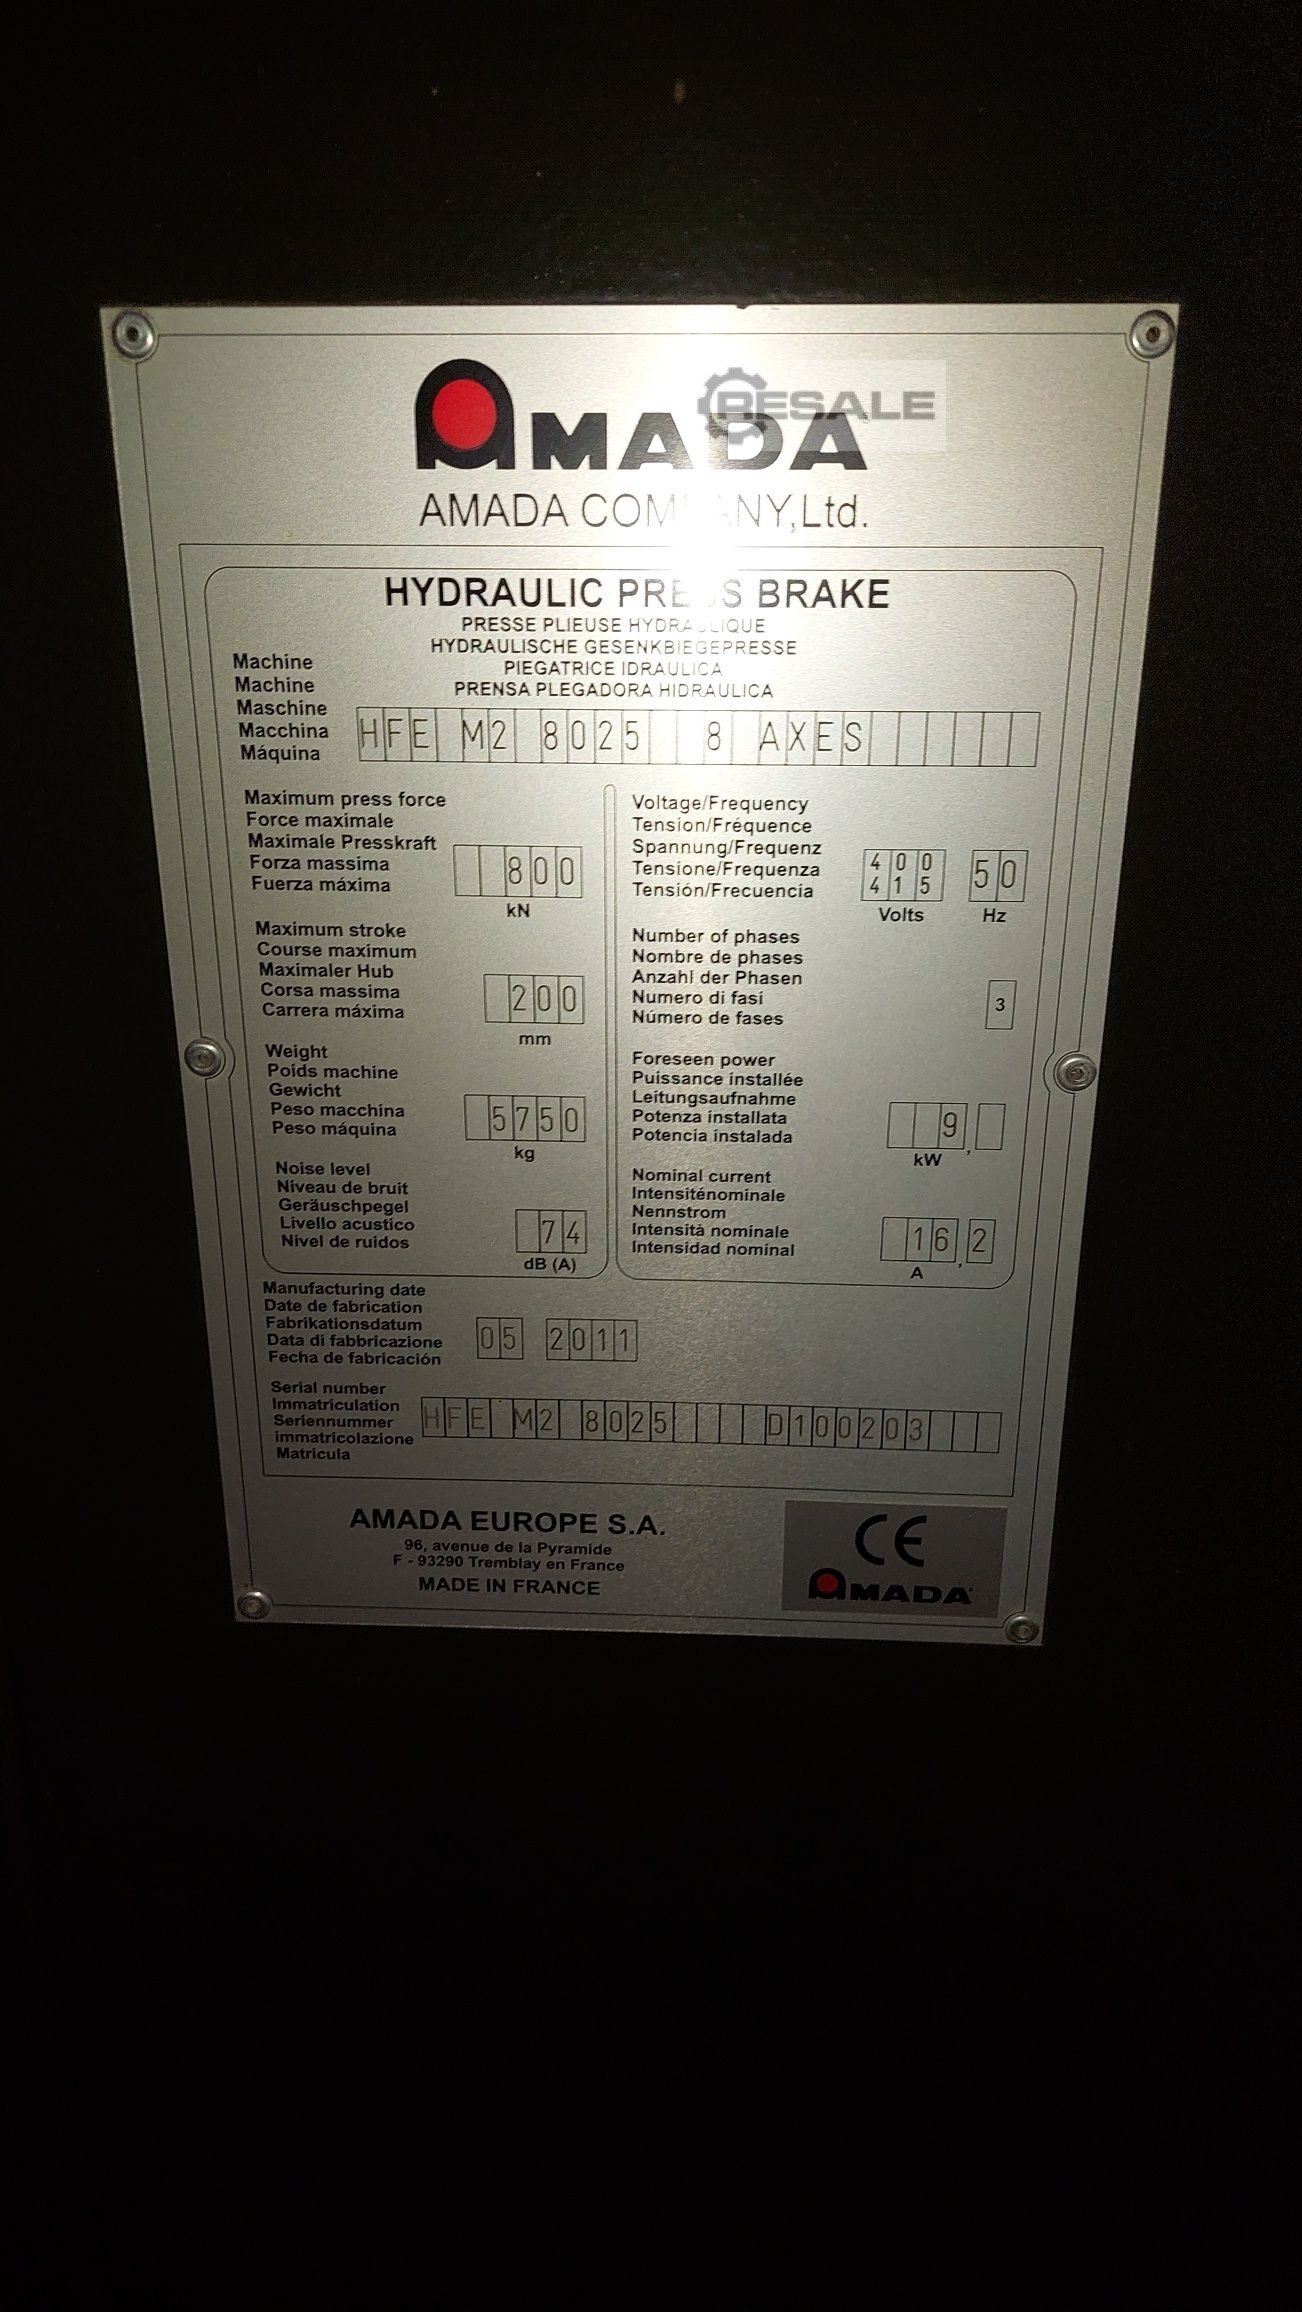 AMADA
RESALE
AMADA COMPANY,Ltd.
HYDRAULIC PRESS BRAKE
PRESSE PLIEUSE HYDRAULIQUE
HYDRAULISCHE GESENKBIEGEPRESSE
PIEGATRICE IDRAULICA
PRENSA PLEGADORA HIDRAULICA
Machine
Machine
Maschine
Macchina
Máquina
HFE M2 8025 8 AXES
Maximum press force
Force maximale
Maximale Presskraft
Forza massima
Fuerza máxima
800
kN
Maximum stroke
Course maximum
Maximaler Hub
Corsa massima
Carrera máxima
200
mm
Weight
Poids machine
Gewicht
Peso macchina
Peso máquina
5750
kg
Noise level
Niveau de bruit
Geräuschpegel
Livello acustico
Nivel de ruidos
74
dB (A)
Voltage/Frequency
Tension/Fréquence
Spannung/Frequenz
Tensione/Frequenza
Tensión/Frecuencia
400
415
Volts
50
Hz
Number of phases
Nombre de phases
Anzahl der Phasen
Numero di fasi
Número de fases
3
Foreseen power
Puissance installée
Leitungsaufnahme
Potenza installata
Potencia instalada
9,
kW
Nominal current
Intensiténominale
Nennstrom
Intensità nominale
Intensidad nominal
16,2
A
Manufacturing date
Date de fabrication
Fabrikationsdatum
Data di fabbricazione
Fecha de fabricación
05 2011
Serial number
Immatriculation
Seriennummer
immatricolazione
Matricula
HFE M2 8025 D100203
AMADA EUROPE S.A.
96, avenue de la Pyramide
F - 93290 Tremblay en France
MADE IN FRANCE
CE
AMADA